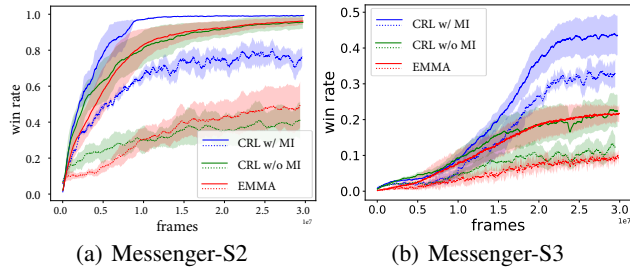 1.0
0.8
0.6
0.4
0.2
0.0
win rate
CRL w/ MI
CRL w/o MI
EMMA
0.0 0.5 1.0 1.5 2.0 2.5 3.0
1e7
frames
(a) Messenger-S2
0.5
0.4
0.3
0.2
0.1
0.0
win rate
CRL w/ MI
CRL w/o MI
EMMA
0.0 0.5 1.0 1.5 2.0 2.5 3.0
1e7
frames
(b) Messenger-S3